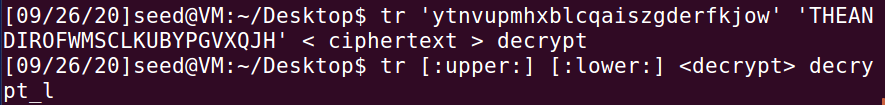 [09/26/20]seed@VM:~/Desktop$ tr 'ytnvupmhxblcqaiszgderfkjow' 'THEAN
DIROFWMSCLKUBYPGVXQJH' < ciphertext > decrypt
[09/26/20]seed@VM:~/Desktop$ tr [:upper:] [:lower:] <decrypt> decry
pt_l